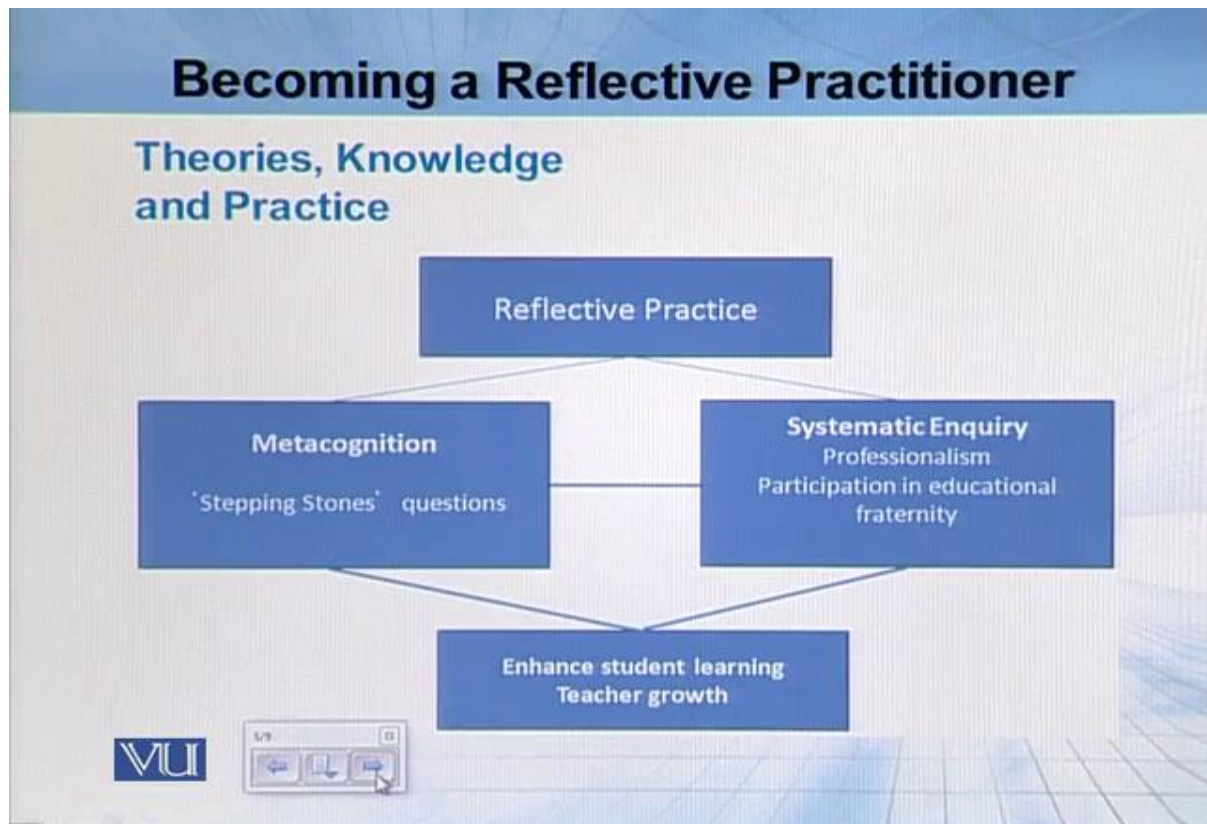 Becoming a Reflective Practitioner
Theories, Knowledge
and Practice
Reflective Practice
Metacognition
'Stepping Stones' questions
Systematic Enquiry
Professionalism
Participation in educational
fraternity
Enhance student learning
Teacher growth
VU
5/9